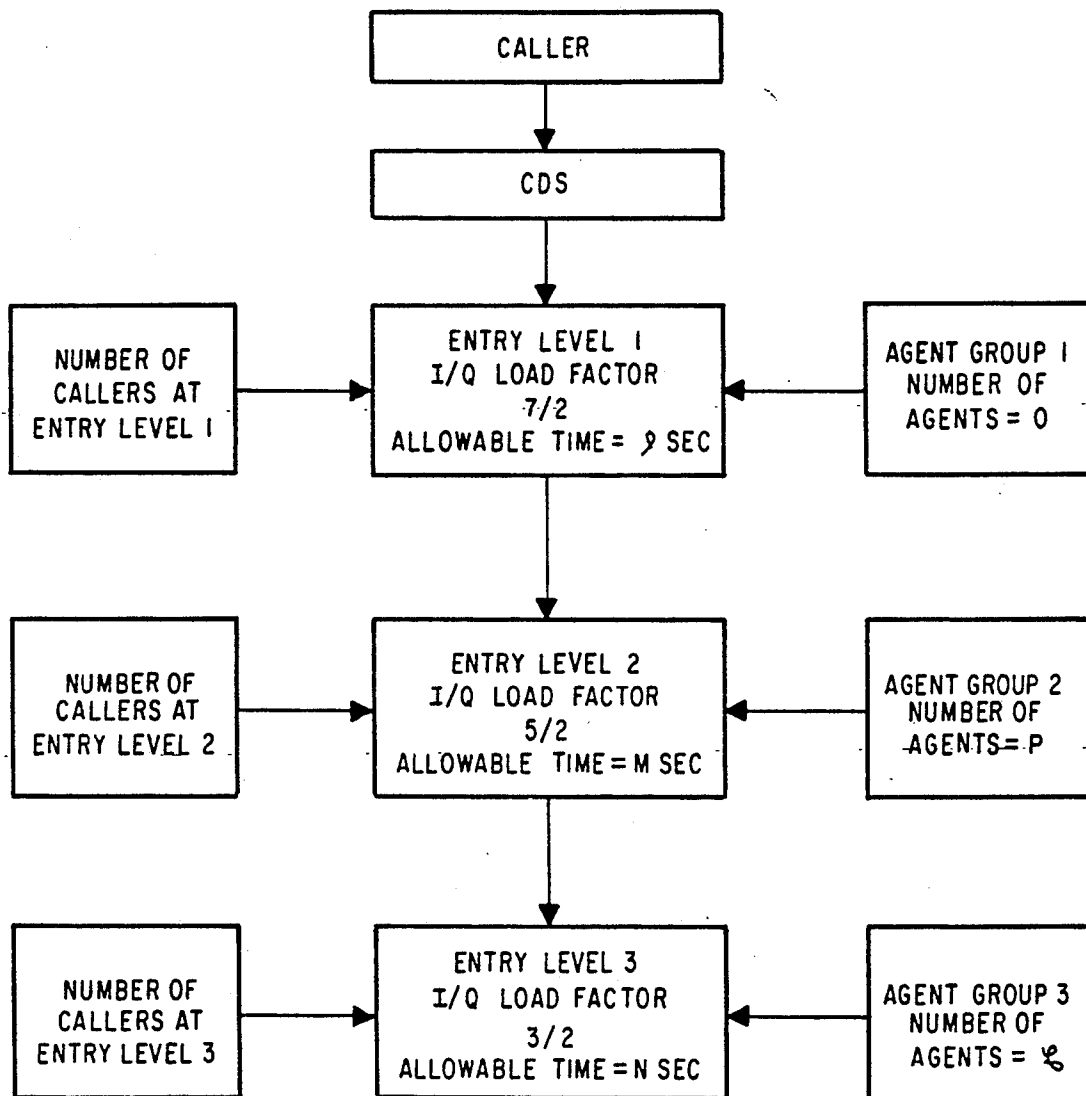 CALLER
CDS
NUMBER OF
CALLERS AT
ENTRY LEVEL 1
ENTRY LEVEL 1
I/Q LOAD FACTOR
7/2
ALLOWABLE TIME = SEC
AGENT GROUP 1
NUMBER OF
AGENTS = O
NUMBER OF
CALLERS AT
ENTRY LEVEL 2
ENTRY LEVEL 2
I/Q LOAD FACTOR
5/2
ALLOWABLE TIME = M SEC
AGENT GROUP 2
NUMBER OF
AGENTS = P
NUMBER OF
CALLERS AT
ENTRY LEVEL 3
ENTRY LEVEL 3
I/Q LOAD FACTOR
3/2
ALLOWABLE TIME = N SEC
AGENT GROUP 3
NUMBER OF
AGENTS =